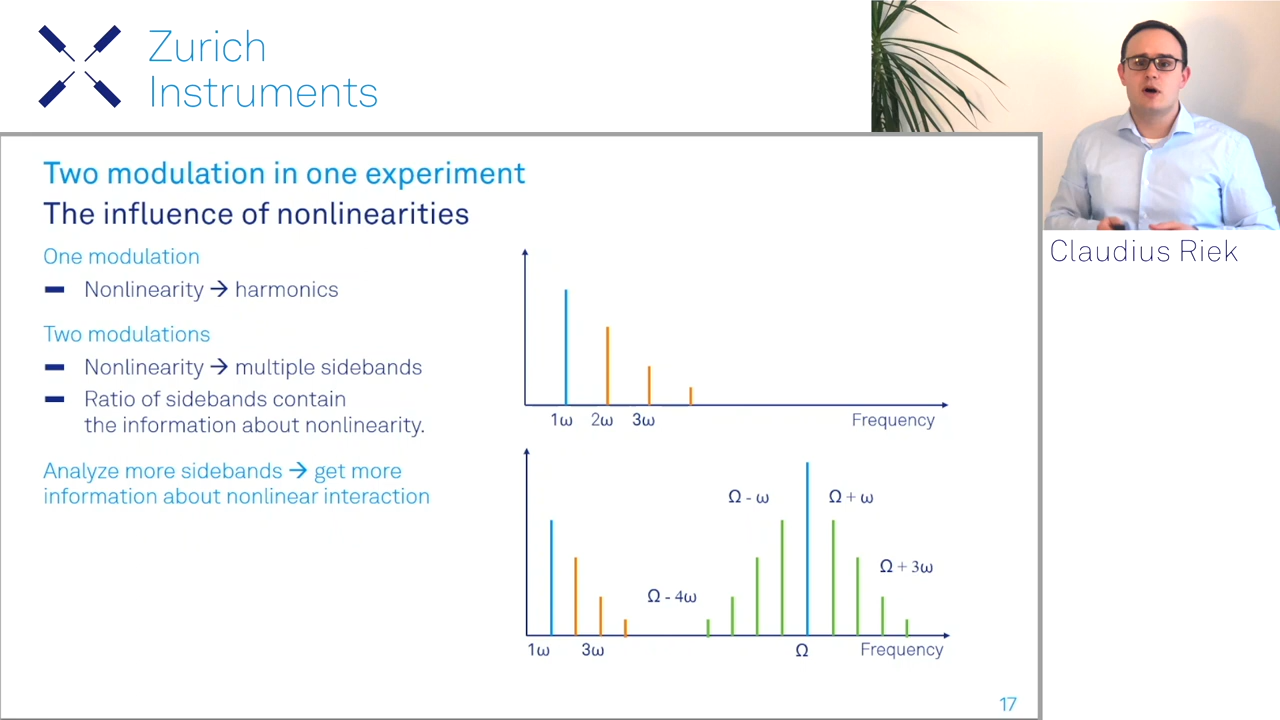 Zurich
Instruments
Two modulation in one experiment
The influence of nonlinearities
One modulation
Nonlinearity → harmonics
Two modulations
Nonlinearity → multiple sidebands
Ratio of sidebands contain
the information about nonlinearity.
Analyze more sidebands → get more
information about nonlinear interaction
1ω 2ω 3ω Frequency
Ω - ω Ω + ω
Ω + 3ω
Ω - 4ω
1ω 3ω Ω Frequency
17
Claudius Riek